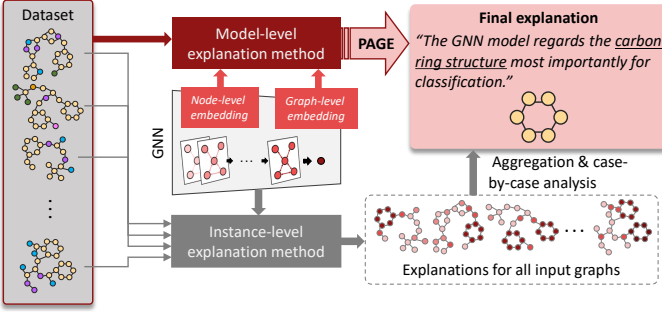 Dataset
Model-level
explanation method
PAGE
Final explanation
“The GNN model regards the carbon
ring structure most importantly for
classification.”
Node-level
embedding
Graph-level
embedding
GNN
Aggregation & case-
by-case analysis
Instance-level
explanation method
Explanations for all input graphs